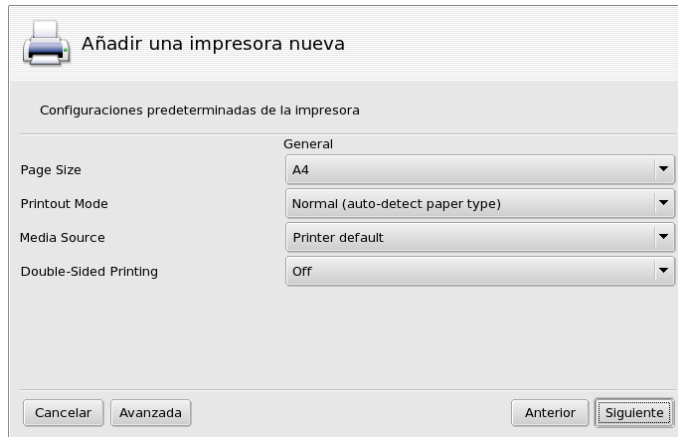 Añadir una impresora nueva
Configuraciones predeterminadas de la impresora
General
Page Size A4
Printout Mode Normal (auto-detect paper type)
Media Source Printer default
Double-Sided Printing Off
Cancelar Avanzada Anterior Siguiente